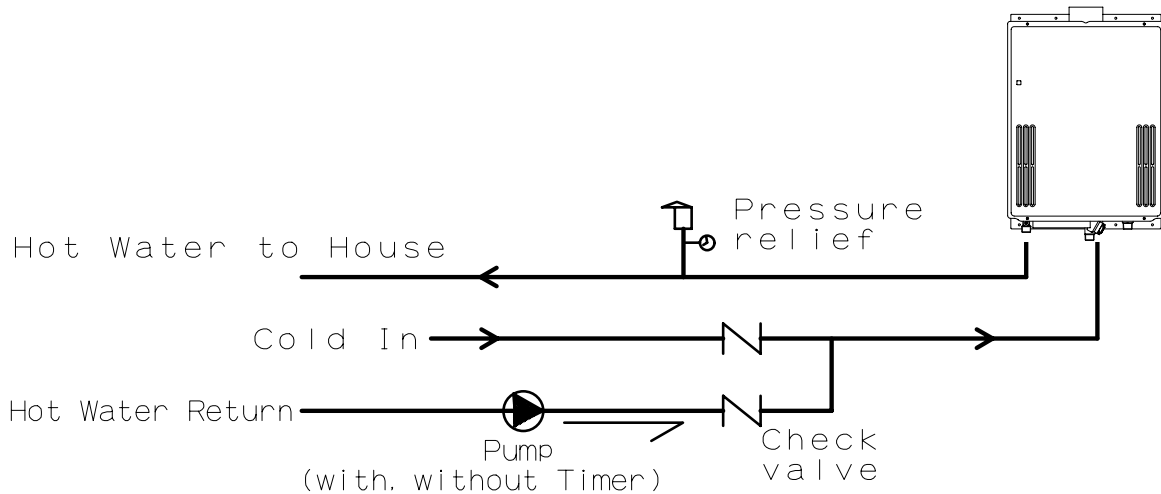 Pressure
relief
Hot Water to House
Cold In
Hot Water Return
Pump
(with, without Timer)
Check
valve